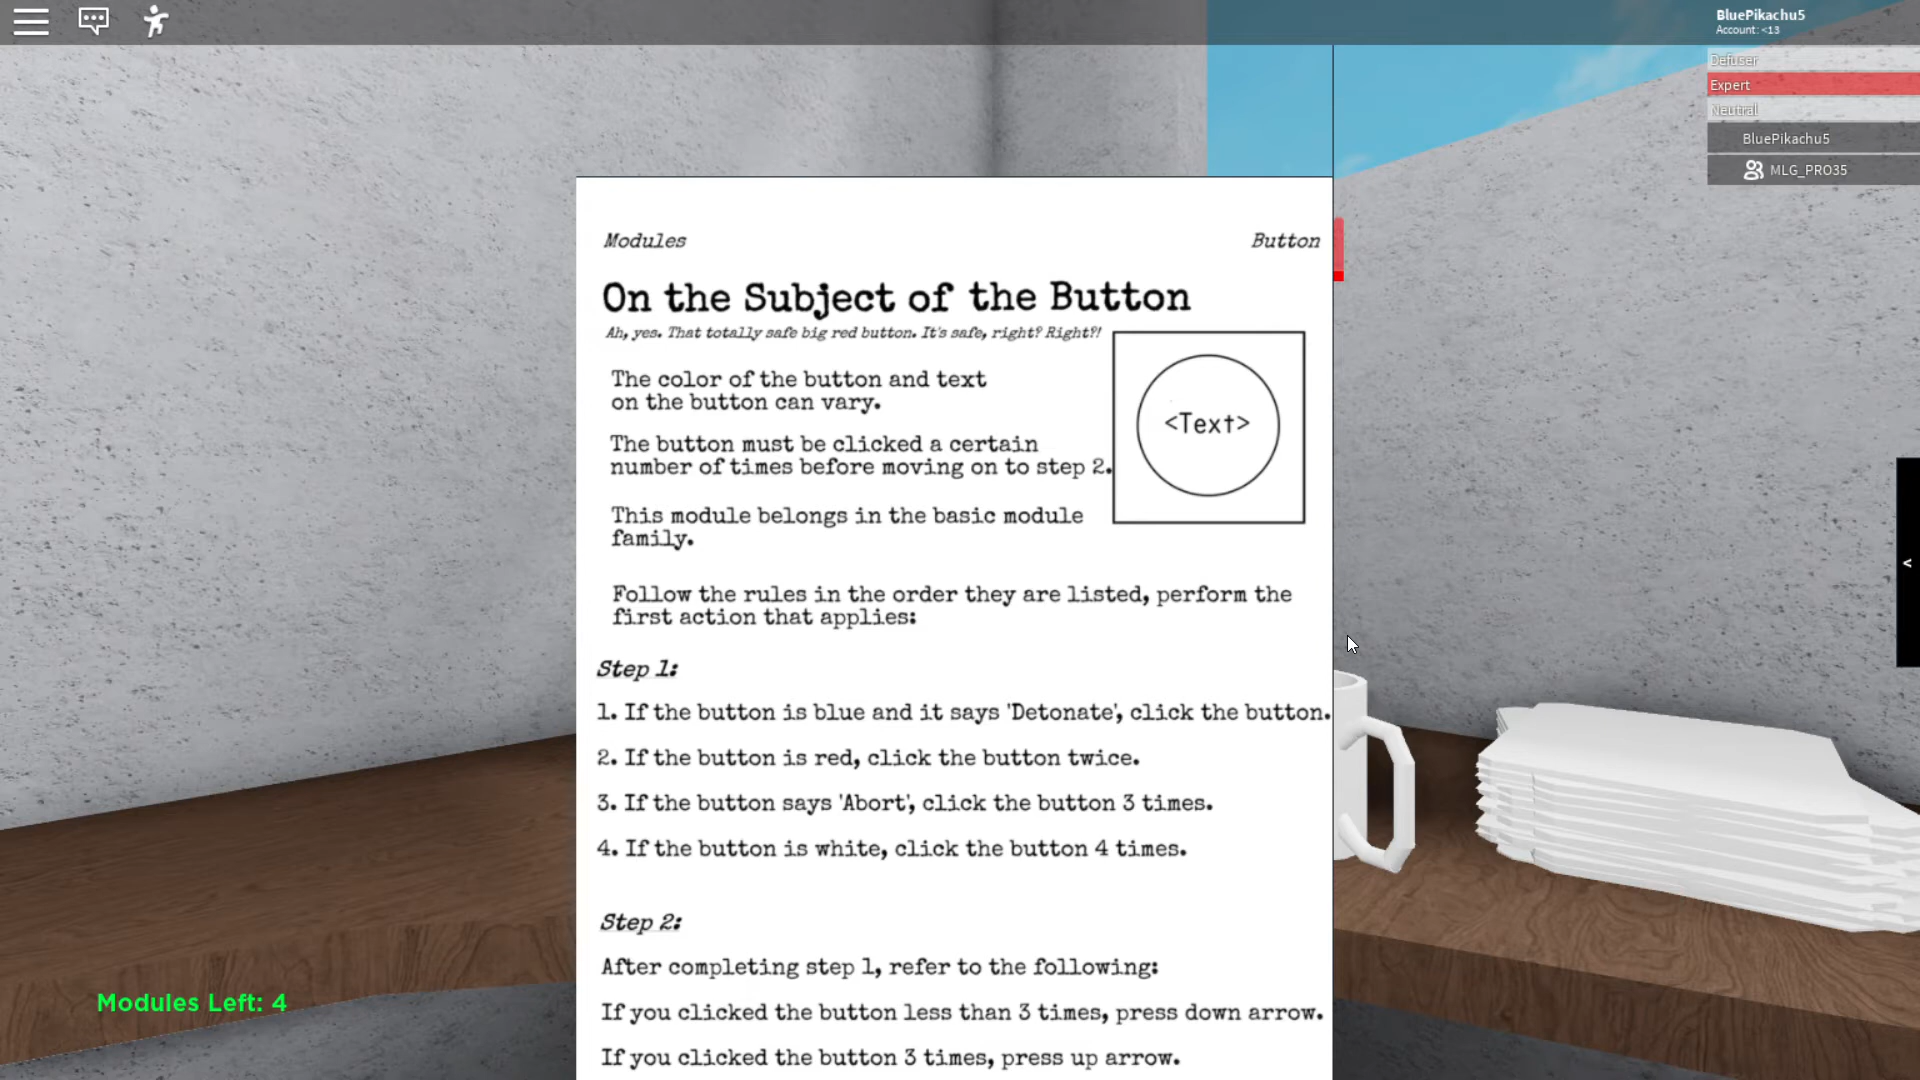 BluePikachu5
Account: <13
Defuser
Expert
Neutral
BluePikachu5
MLG_PRO35
Modules
Button
On the Subject of the Button
Ah, yes. That totally safe big red button. It's safe, right? Right?!
The color of the button and text
on the button can vary.
<Text>
The button must be clicked a certain
number of times before moving on to step 2.
This module belongs in the basic module
family.
<
Follow the rules in the order they are listed, perform the
first action that applies:
Step 1:
1. If the button is blue and it says 'Detonate', click the button.
2. If the button is red, click the button twice.
3. If the button says 'Abort', click the button 3 times.
4. If the button is white, click the button 4 times.
Step 2:
After completing step 1, refer to the following:
Modules Left: 4
If you clicked the button less than 3 times, press down arrow.
If you clicked the button 3 times, press up arrow.